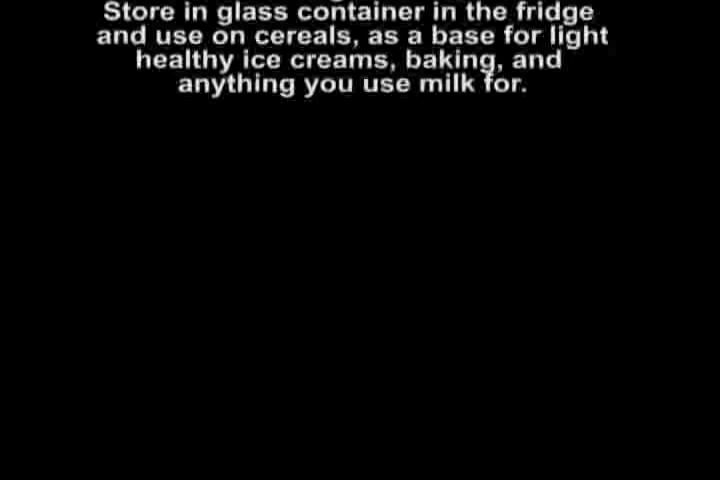 Store in glass container in the fridge
and use on cereals, as a base for light
healthy ice creams, baking, and
anything you use milk for.